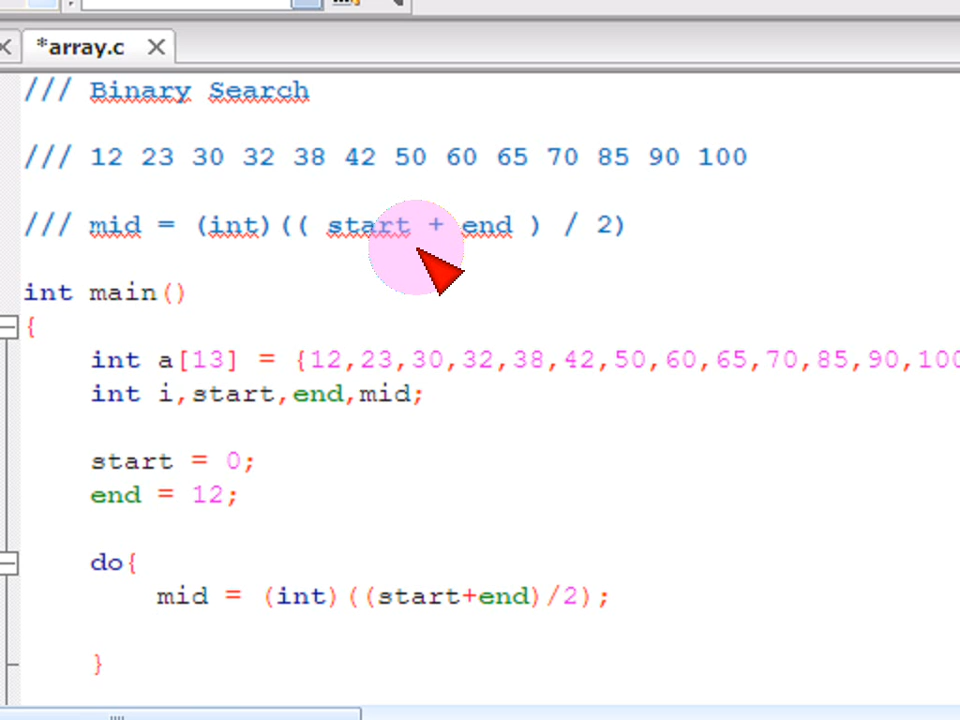 *array.c
/// Binary Search
/// 12 23 30 32 38 42 50 60 65 70 85 90 100
/// mid = (int)(( start + end ) / 2)
int main()
{
int a[13] = {12,23,30,32,38,42,50,60,65,70,85,90,100
int i,start,end,mid;
start = 0;
end = 12;
do{
mid = (int)((start+end)/2);
}